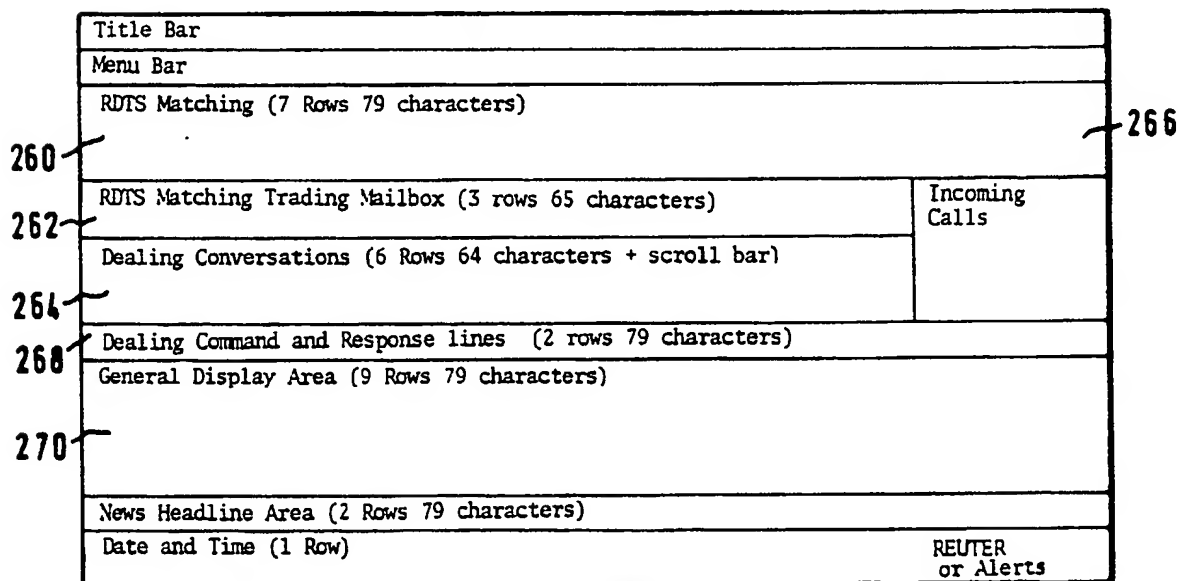 Title Bar
Menu Bar
RDTS Matching (7 Rows 79 characters)
266
260
RDTS Matching Trading Mailbox (3 rows 65 characters)
Incoming
Calls
262
Dealing Conversations (6 Rows 64 characters + scroll bar)
264
Dealing Command and Response lines (2 rows 79 characters)
268
General Display Area (9 Rows 79 characters)
270
News Headline Area (2 Rows 79 characters)
Date and Time (1 Row)
REUTER
or Alerts